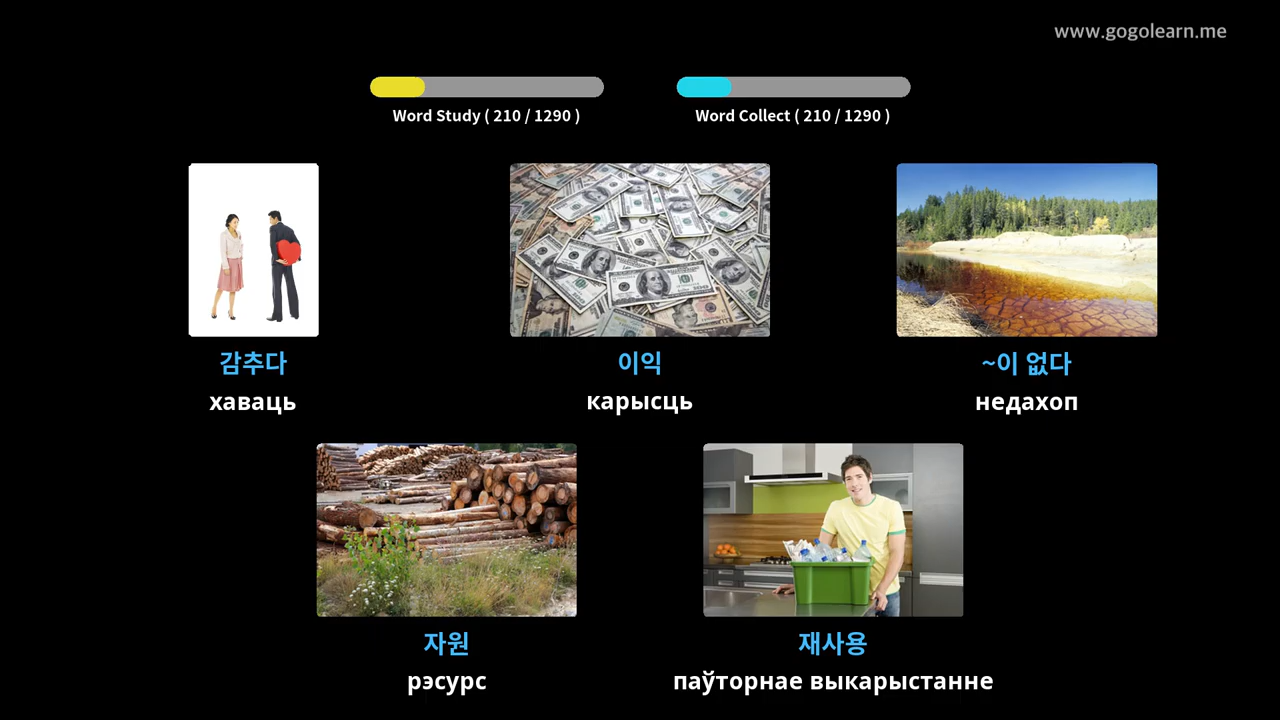 www.gogolearn.me
Word Study ( 210 / 1290 )
Word Collect ( 210 / 1290 )
감추다
хаваць
이익
карысць
~이 없다
недахоп
자원
рэсурс
재사용
паўторнае выкарыстанне